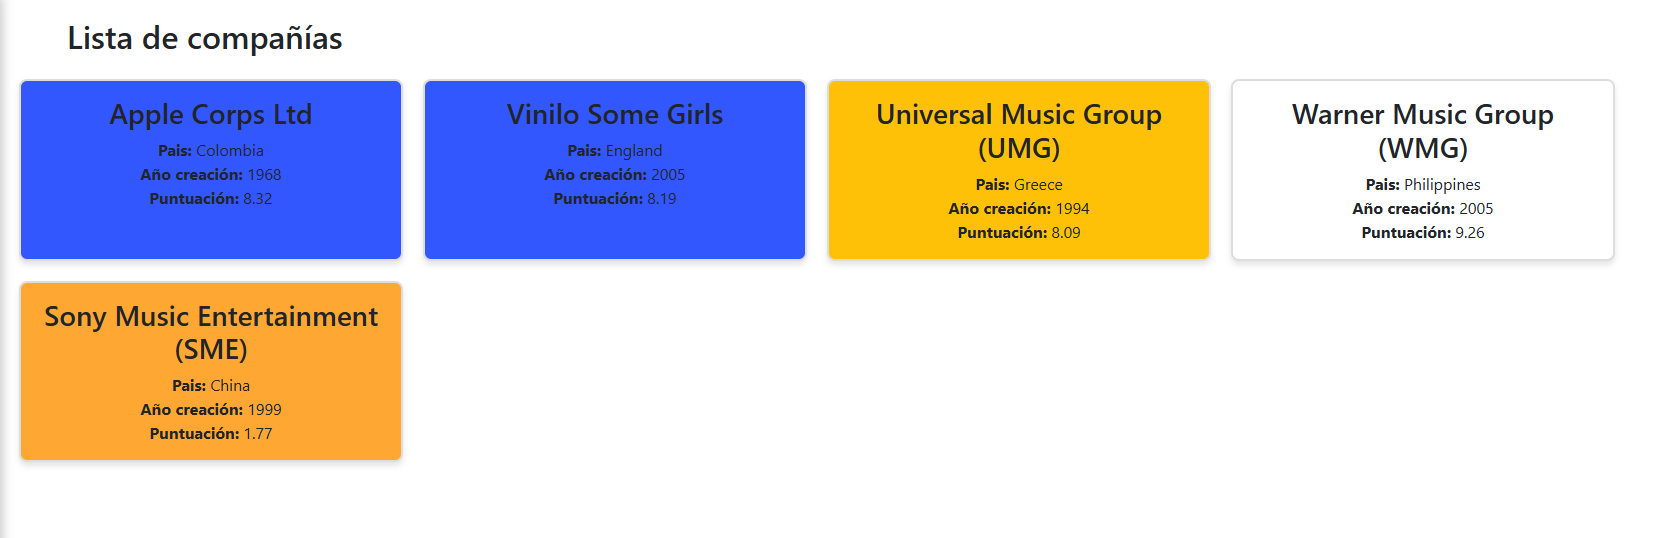 Lista de compañías
Apple Corps Ltd
Pais: Colombia
Año creación: 1968
Puntuación: 8.32
Vinilo Some Girls
Pais: England
Año creación: 2005
Puntuación: 8.19
Universal Music Group
(UMG)
Pais: Greece
Año creación: 1994
Puntuación: 8.09
Warner Music Group
(WMG)
Pais: Philippines
Año creación: 2005
Puntuación: 9.26
Sony Music Entertainment
(SME)
Pais: China
Año creación: 1999
Puntuación: 1.77